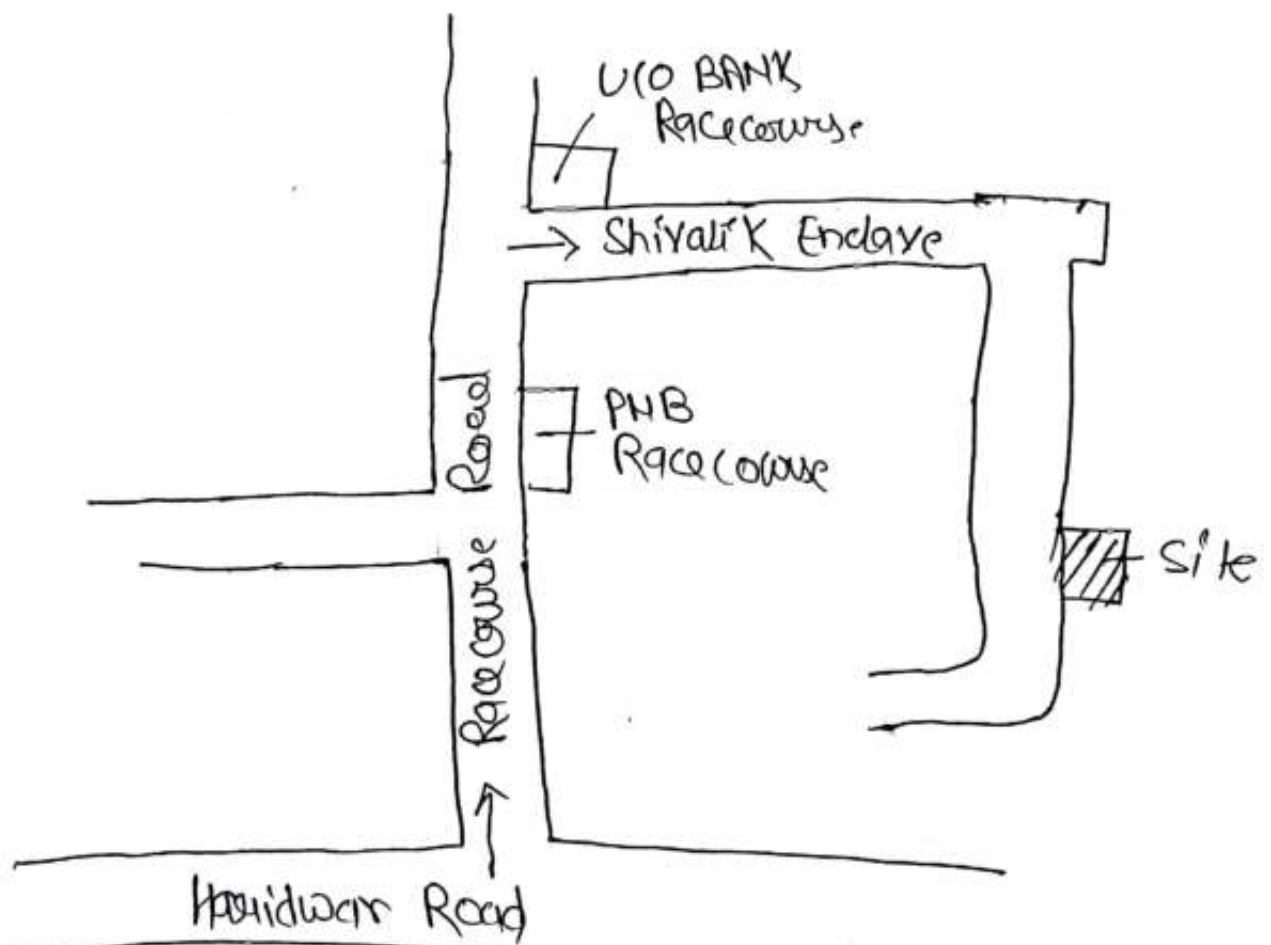 UCO BANK
Racecourse
Shivalik Enclave
PNB
Racecourse
Racecourse Road
Site
Haridwar Road